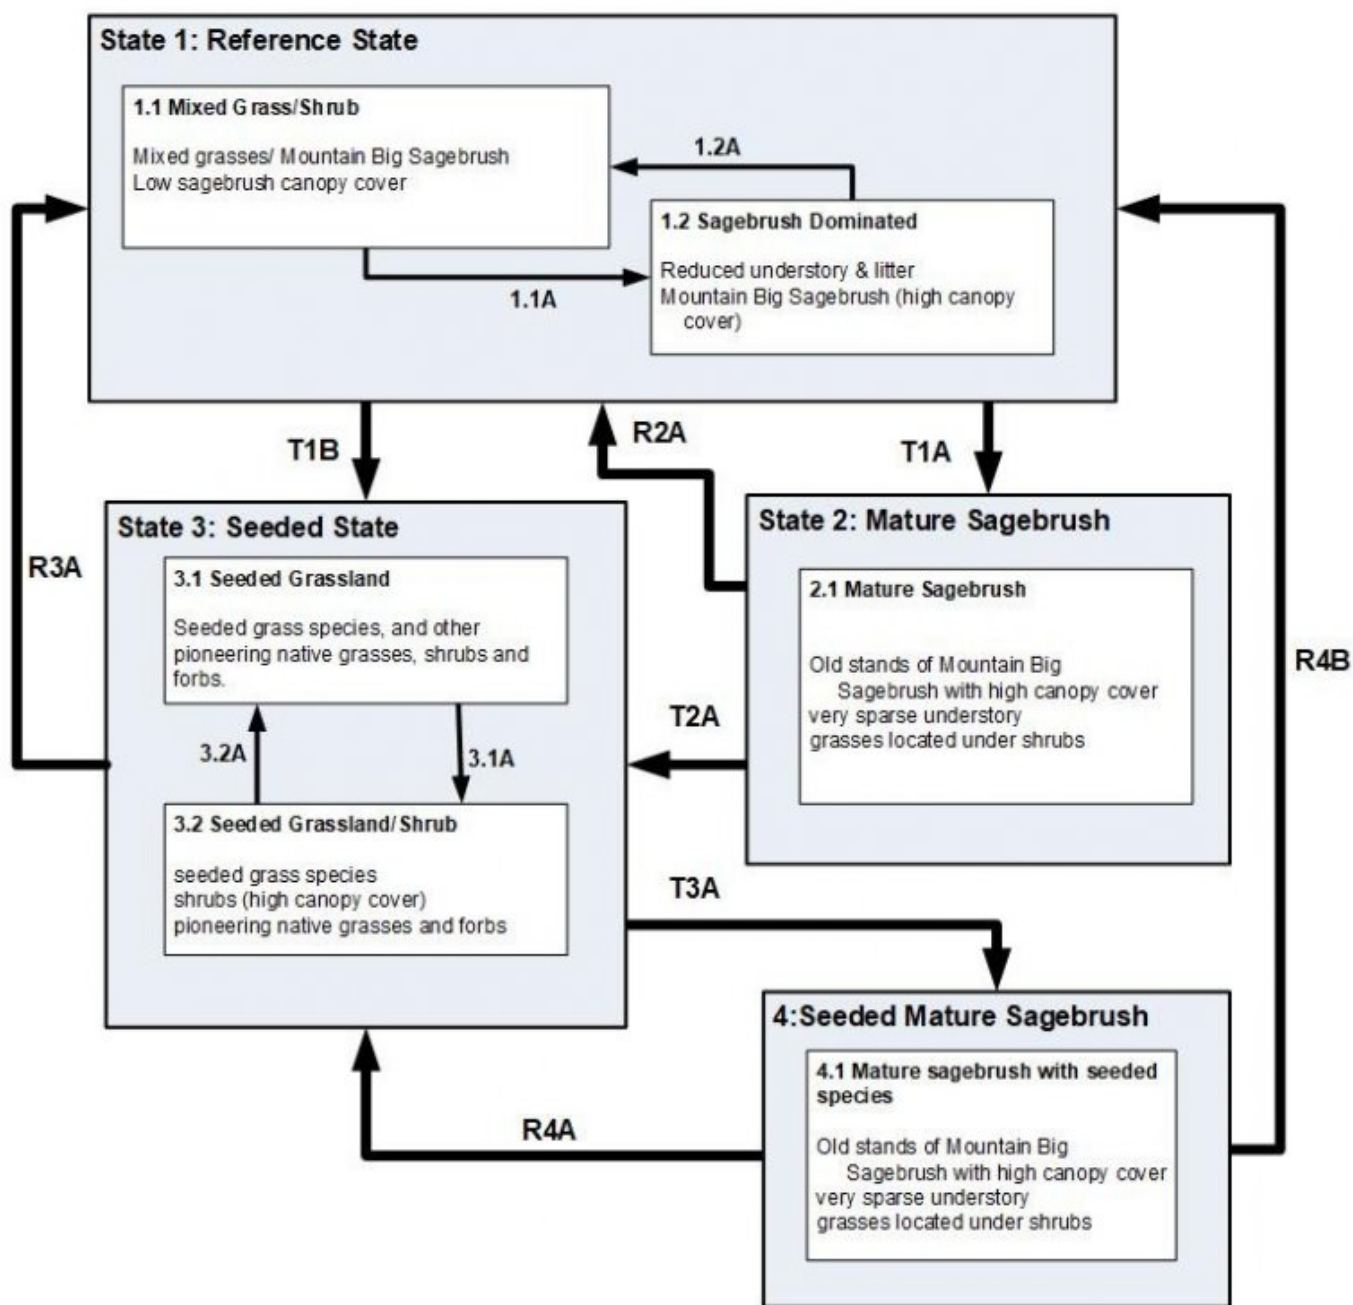 State 1: Reference State
1.1 Mixed Grass/Shrub
Mixed grasses/ Mountain Big Sagebrush
Low sagebrush canopy cover
1.2A
1.2 Sagebrush Dominated
Reduced understory & litter
Mountain Big Sagebrush (high canopy
cover)
1.1A
T1B
R2A
T1A
State 3: Seeded State
State 2: Mature Sagebrush
R3A
3.1 Seeded Grassland
Seeded grass species, and other
pioneering native grasses, shrubs and
forbs.
2.1 Mature Sagebrush
Old stands of Mountain Big
Sagebrush with high canopy cover
very sparse understory
grasses located under shrubs
R4B
T2A
3.2A
3.1A
3.2 Seeded Grassland/Shrub
seeded grass species
shrubs (high canopy cover)
pioneering native grasses and forbs
T3A
4:Seeded Mature Sagebrush
4.1 Mature sagebrush with seeded
species
Old stands of Mountain Big
Sagebrush with high canopy cover
very sparse understory
grasses located under shrubs
R4A